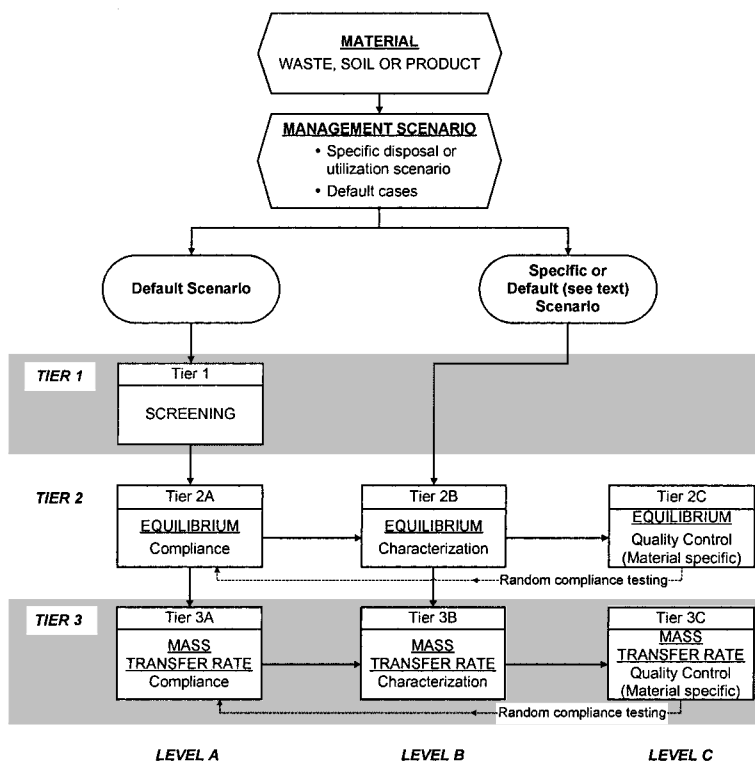 MATERIAL
WASTE, SOIL OR PRODUCT
MANAGEMENT SCENARIO
• Specific disposal or
utilization scenario
• Default cases
Default Scenario
Specific or
Default (see text)
Scenario
TIER 1
Tier 1
SCREENING
TIER 2
Tier 2A
EQUILIBRIUM
Compliance
Tier 2B
EQUILIBRIUM
Characterization
Tier 2C
EQUILIBRIUM
Quality Control
(Material specific)
Random compliance testing
TIER 3
Tier 3A
MASS
TRANSFER RATE
Compliance
Tier 3B
MASS
TRANSFER RATE
Characterization
Tier 3C
MASS
TRANSFER RATE
Quality Control
(Material specific)
Random compliance testing
LEVEL A
LEVEL B
LEVEL C